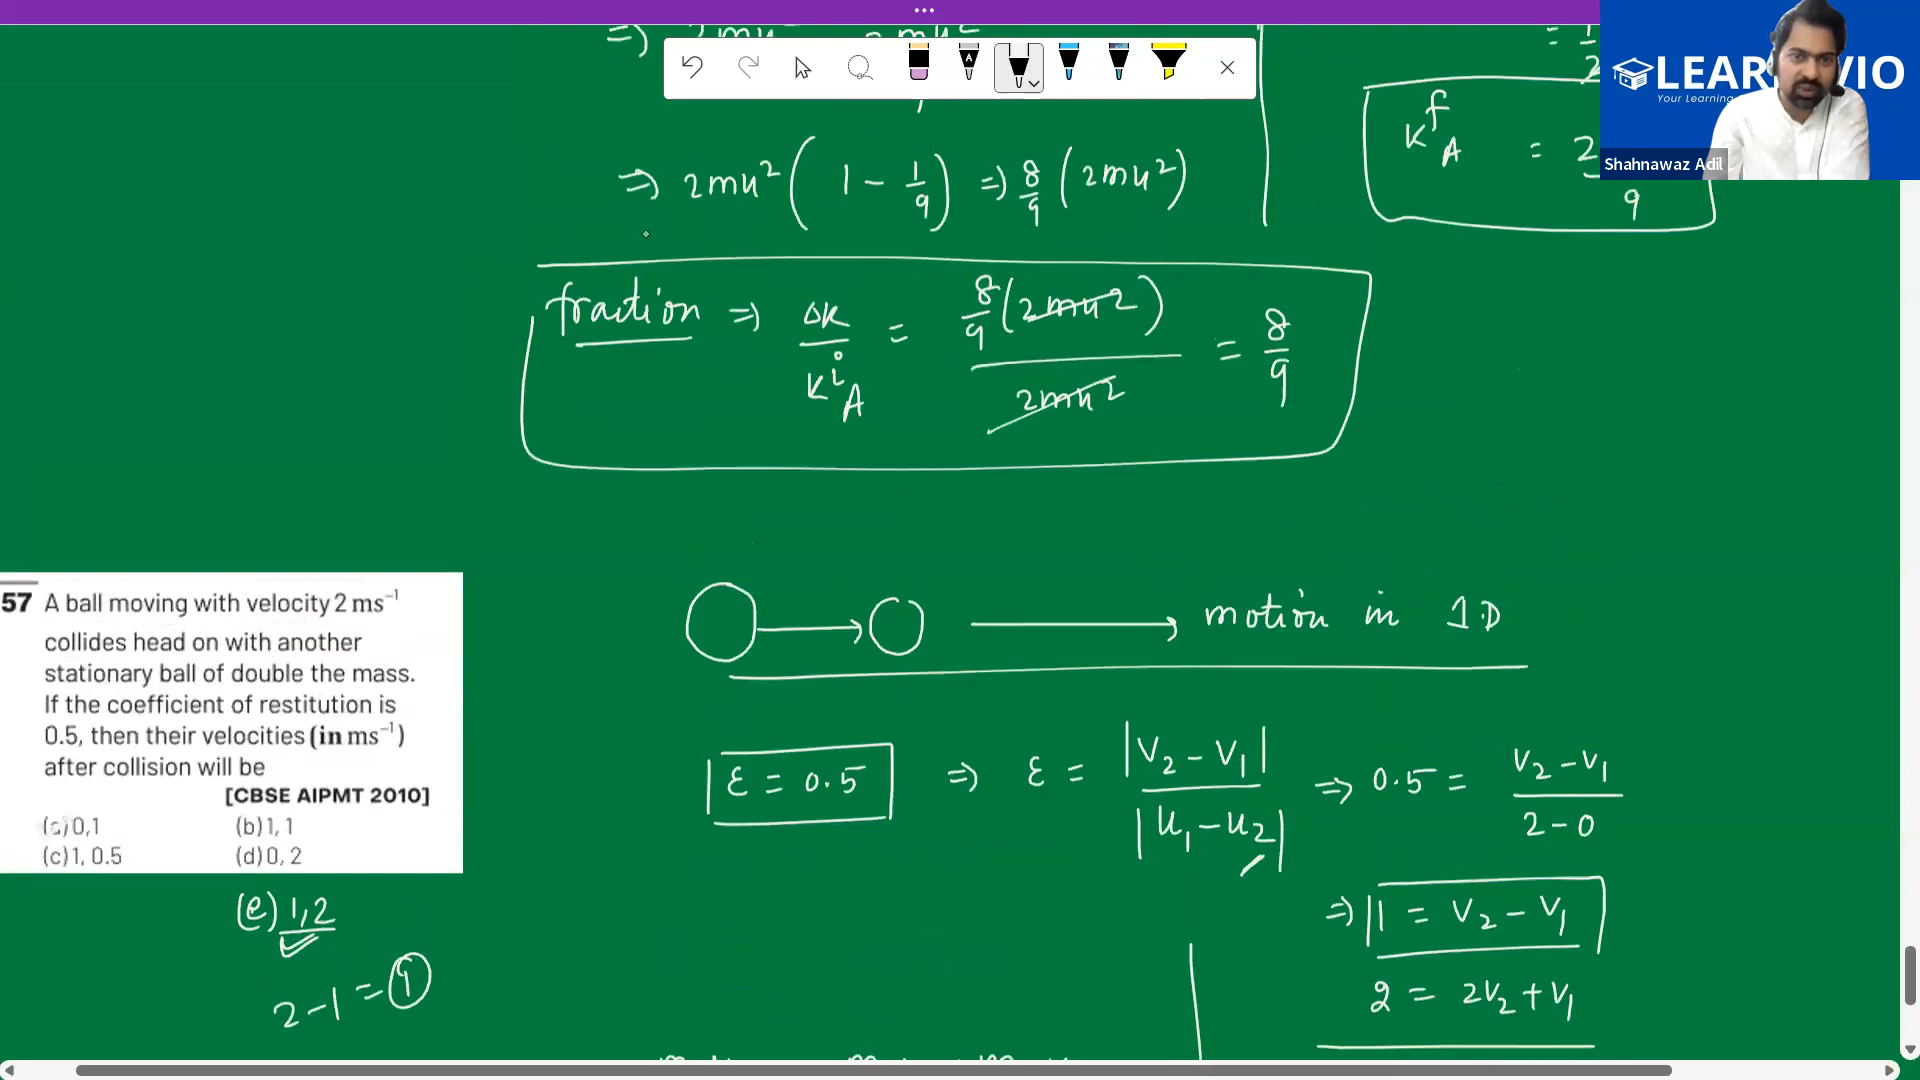 LEAR VIO
Your Learning
Shahnawaz Adil
K^f_A = 2/9
⇒ 2mu² ( 1 − 1/9 ) ⇒ 8/9 (2mu²)
fraction ⇒ ΔK/K^i_A = 8/9 (2mu²) / 2mu² = 8/9
57 A ball moving with velocity 2 ms⁻¹
collides head on with another
stationary ball of double the mass.
If the coefficient of restitution is
0.5, then their velocities (in ms⁻¹)
after collision will be
[CBSE AIPMT 2010]
(a) 0,1 (b) 1, 1
(c) 1, 0.5 (d) 0, 2
(e) 1,2
2-1 = 1
motion in 1D
ε = 0.5 ⇒ ε = |V₂ − V₁| / |u₁ − u₂| ⇒ 0.5 = V₂ − V₁ / 2 − 0
⇒ 1 = V₂ − V₁
2 = 2V₂ + V₁